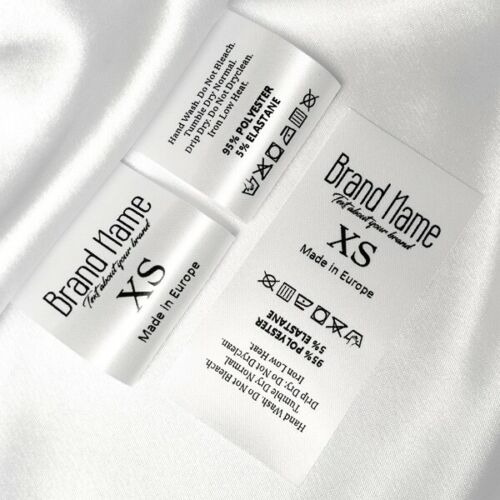 Hand Wash. Do Not Bleach.
Tumble Dry Normal.
Drip Dry. Do Not Dryclean.
Iron Low Heat.
95% POLYESTER
5% ELASTANE
Brand Name
Text about your brand
XS
Made in Europe
Brand Name
Text about your brand
XS
Made in Europe
95% POLYESTER
5% ELASTANE
Hand Wash. Do Not Bleach.
Tumble Dry Normal.
Drip Dry. Do Not Dryclean.
Iron Low Heat.